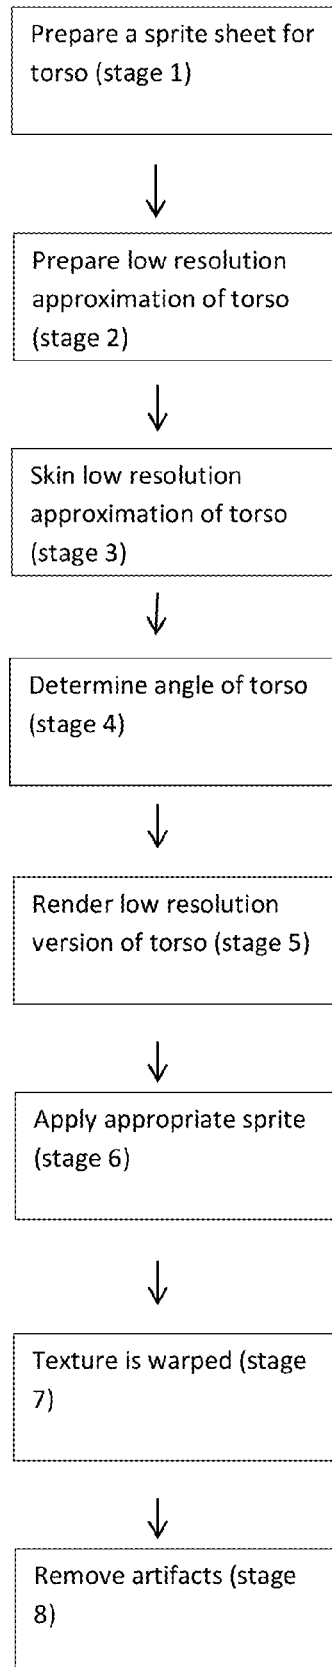 Prepare a sprite sheet for
torso (stage 1)
Prepare low resolution
approximation of torso
(stage 2)
Skin low resolution
approximation of torso
(stage 3)
Determine angle of torso
(stage 4)
Render low resolution
version of torso (stage 5)
Apply appropriate sprite
(stage 6)
Texture is warped (stage
7)
Remove artifacts (stage
8)